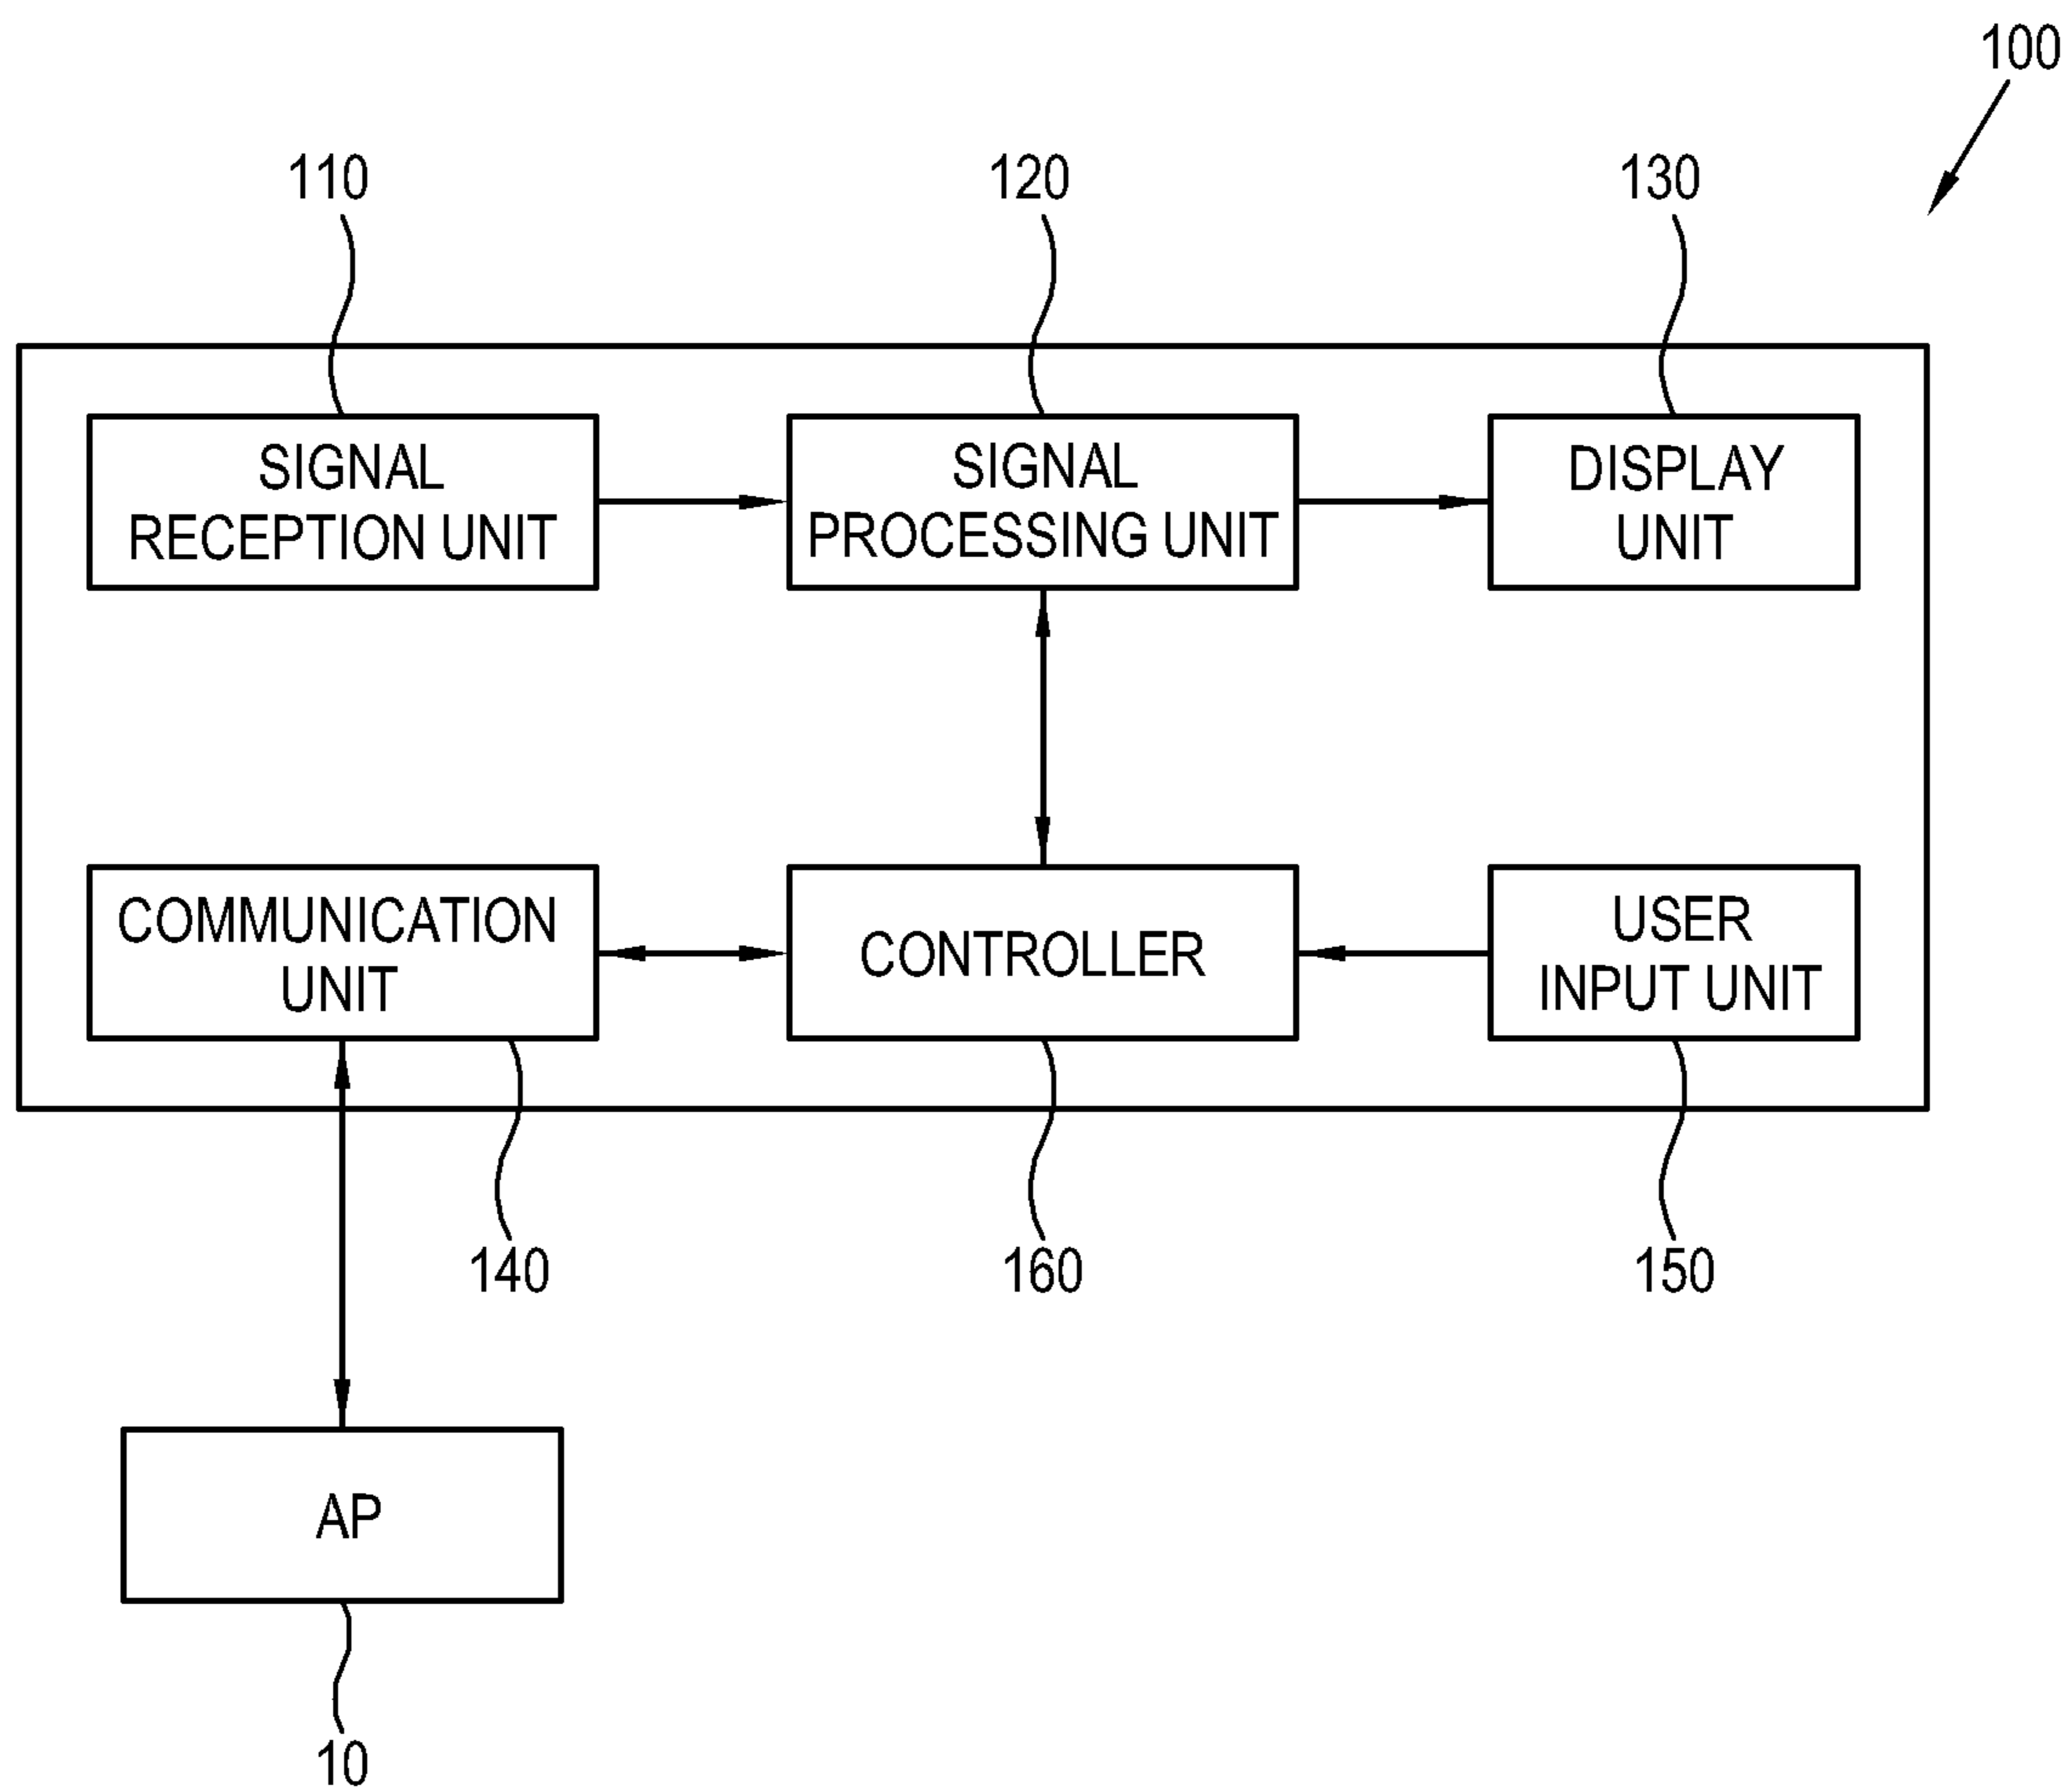 100
110
120
130
SIGNAL
RECEPTION UNIT
SIGNAL
PROCESSING UNIT
DISPLAY
UNIT
COMMUNICATION
UNIT
CONTROLLER
USER
INPUT UNIT
140
160
150
AP
10